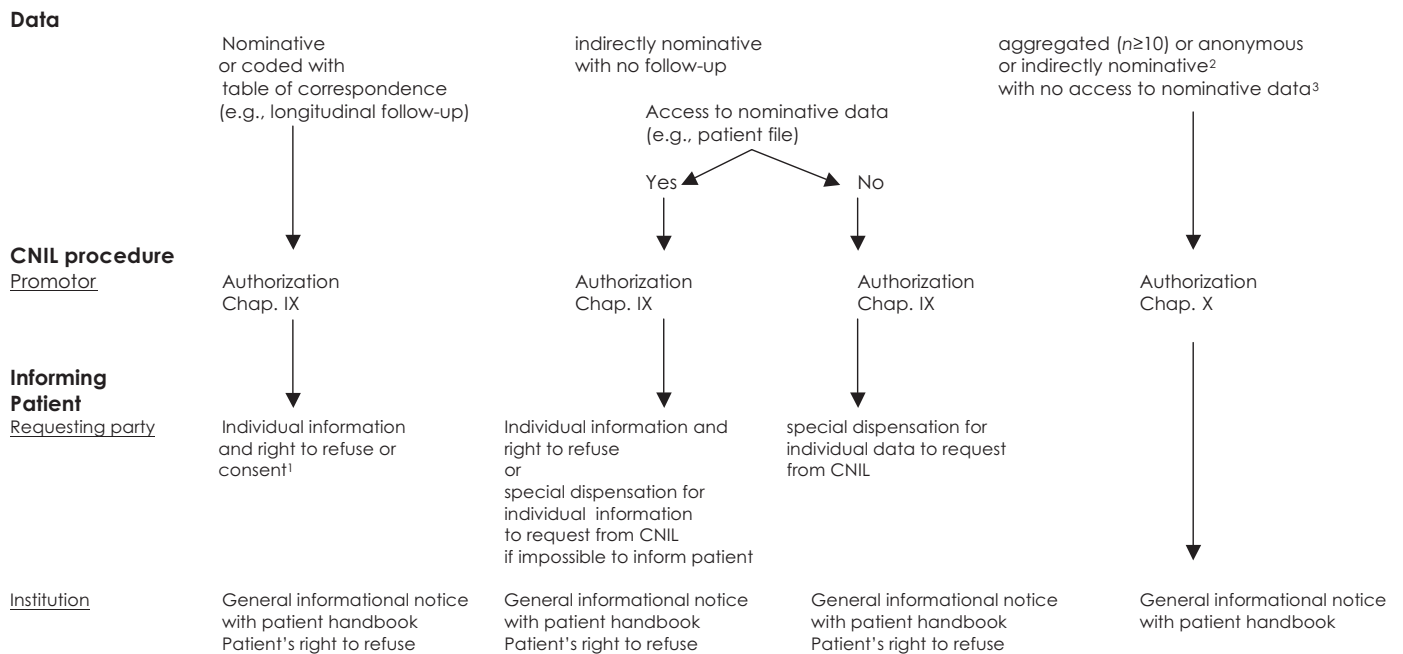 Data
Nominative
or coded with
table of correspondence
(e.g., longitudinal follow-up)
indirectly nominative
with no follow-up
Access to nominative data
(e.g., patient file)
Yes
No
aggregated (n≥10) or anonymous
or indirectly nominative²
with no access to nominative data³
CNIL procedure
Promotor
Authorization
Chap. IX
Authorization
Chap. IX
Authorization
Chap. IX
Authorization
Chap. X
Informing
Patient
Requesting party
Individual information
and right to refuse or
consent¹
Individual information and
right to refuse
or
special dispensation for
individual information
to request from CNIL
if impossible to inform patient
special dispensation for
individual data to request
from CNIL
Institution
General informational notice
with patient handbook
Patient’s right to refuse
General informational notice
with patient handbook
Patient’s right to refuse
General informational notice
with patient handbook
Patient’s right to refuse
General informational notice
with patient handbook